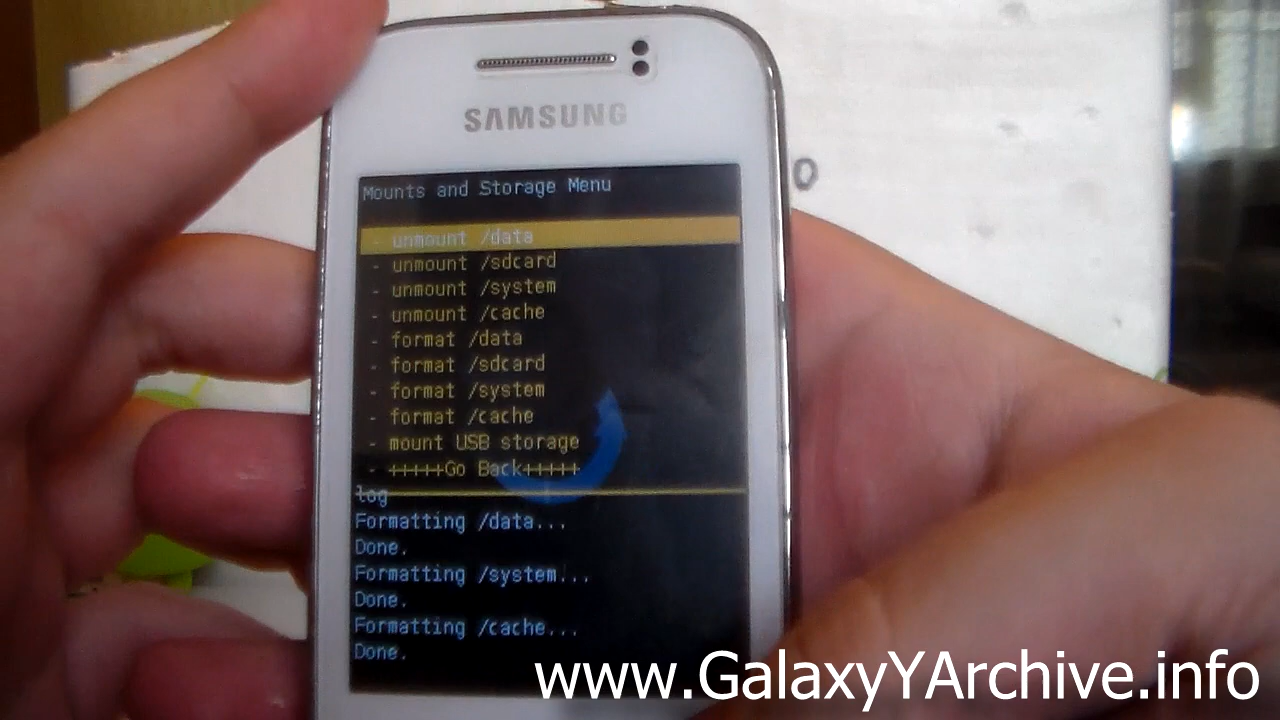 SAMSUNG
Mounts and Storage Menu
- unmount /data
- unmount /sdcard
- unmount /system
- unmount /cache
- format /data
- format /sdcard
- format /system
- format /cache
- mount USB storage
- +++++Go Back+++++
log
Formatting /data...
Done.
Formatting /system...
Done.
Formatting /cache...
Done.
www.GalaxyYArchive.info